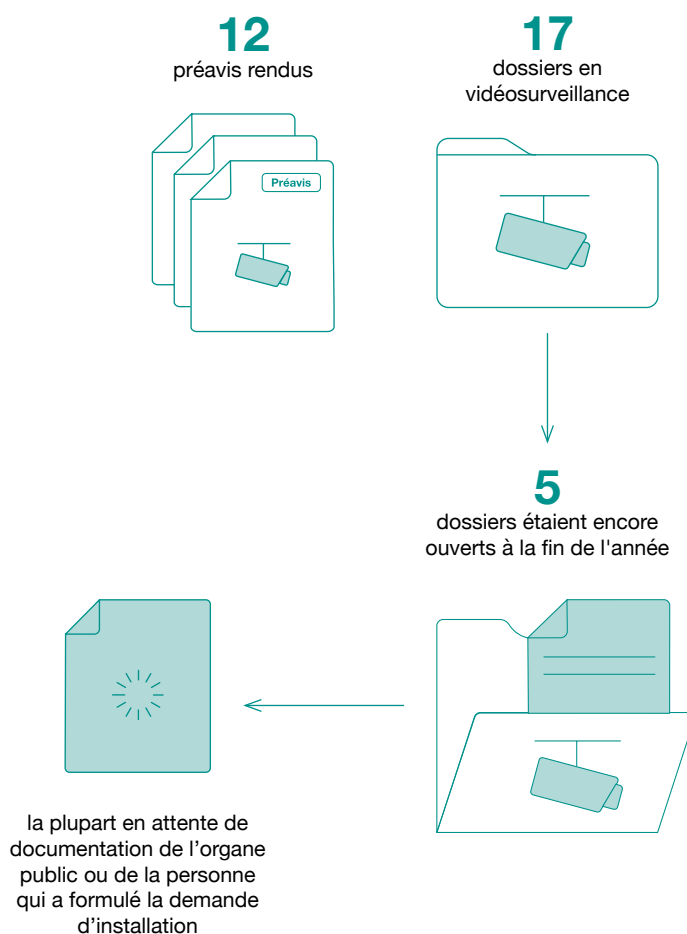 12
préavis rendus
Préavis
17
dossiers en
vidéosurveillance
5
dossiers étaient encore
ouverts à la fin de l'année
la plupart en attente de
documentation de l’organe
public ou de la personne
qui a formulé la demande
d’installation